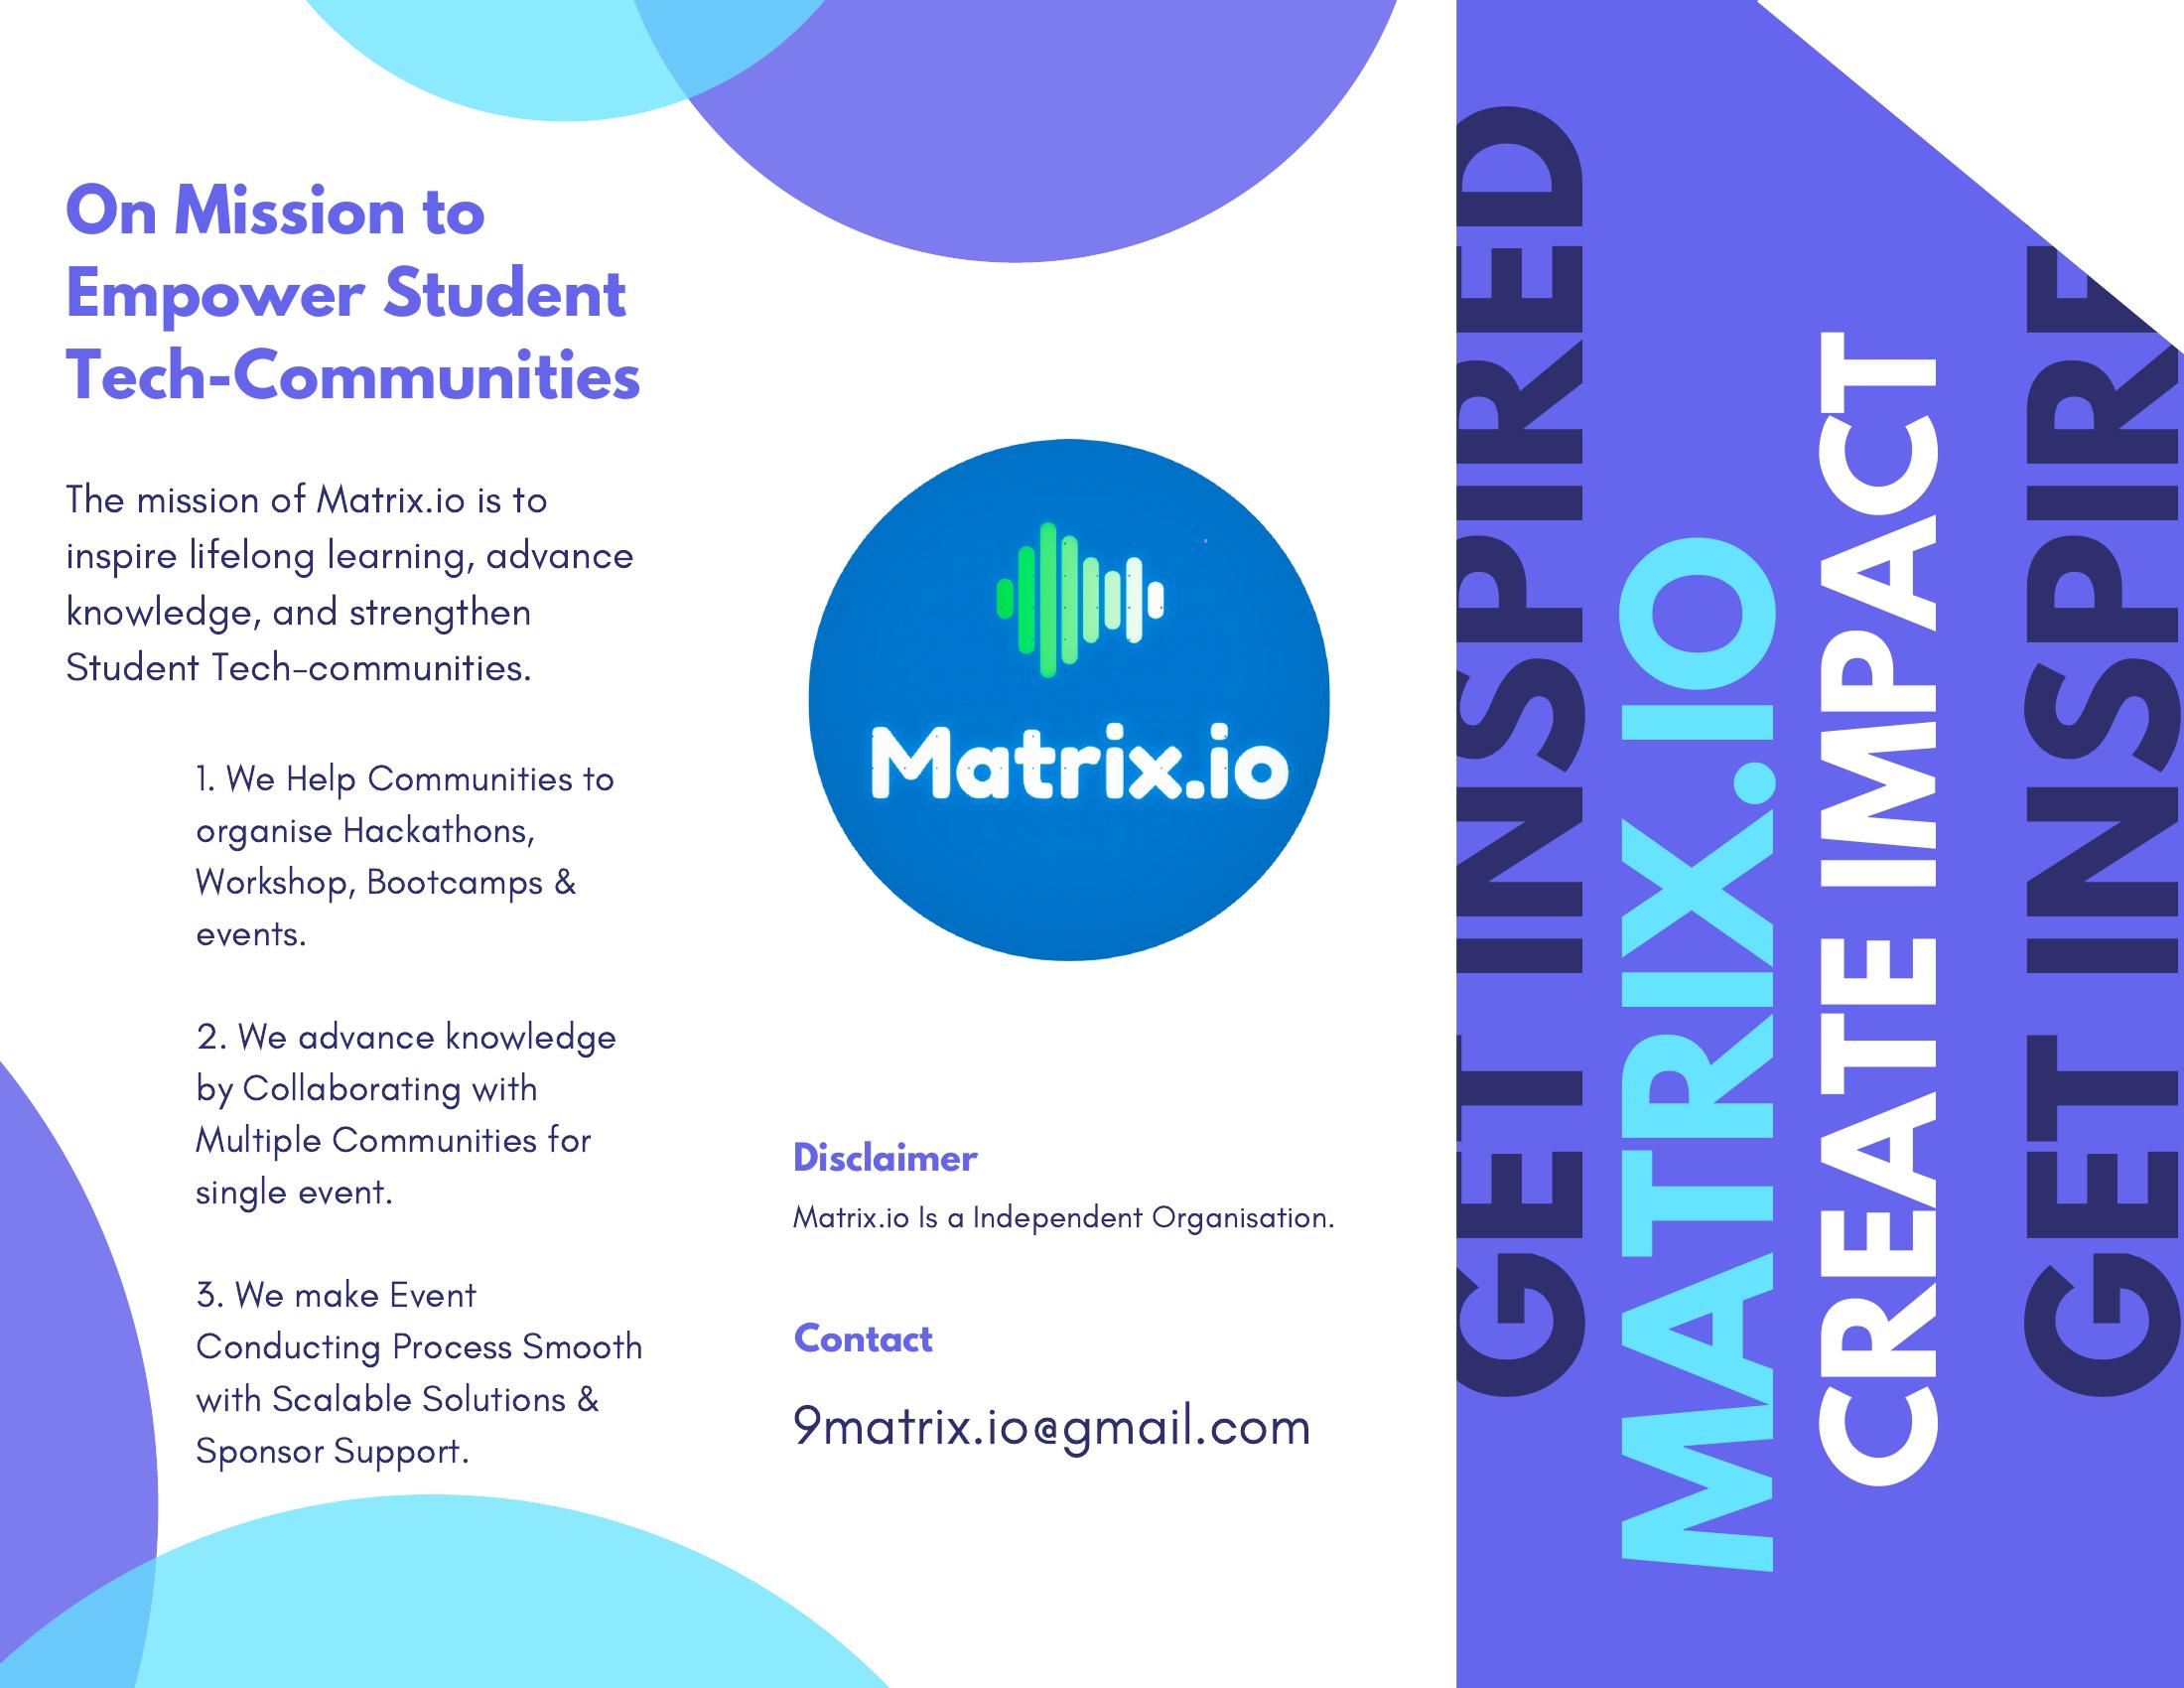 On Mission to
Empower Student
Tech-Communities
The mission of Matrix.io is to
inspire lifelong learning, advance
knowledge, and strengthen
Student Tech-communities.
1. We Help Communities to
organise Hackathons,
Workshop, Bootcamps &
events.
2. We advance knowledge
by Collaborating with
Multiple Communities for
single event.
3. We make Event
Conducting Process Smooth
with Scalable Solutions &
Sponsor Support.
Matrix.io
Disclaimer
Matrix.io Is a Independent Organisation.
Contact
9matrix.io@gmail.com
GET INSPIRED
MATRIX.IO
CREATE IMPACT
GET INSPIRE